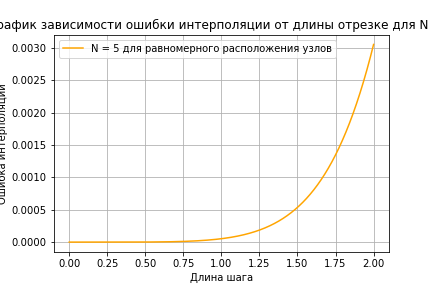 рафик зависимости ошибки интерполяции от длины отрезке для N
N = 5 для равномерного расположения узлов
Ошибка интерполяции
0.0030
0.0025
0.0020
0.0015
0.0010
0.0005
0.0000
0.00 0.25 0.50 0.75 1.00 1.25 1.50 1.75 2.00
Длина шага